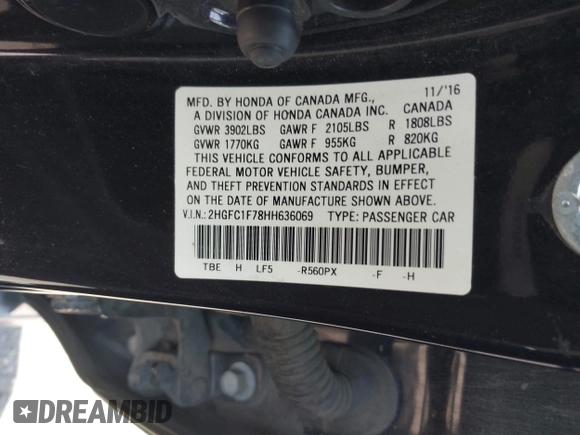 11/'16
MFD. BY HONDA OF CANADA MFG.,
A DIVISION OF HONDA CANADA INC. CANADA
GVWR 3902LBS GAWR F 2105LBS R 1808LBS
GVWR 1770KG GAWR F 955KG R 820KG
THIS VEHICLE CONFORMS TO ALL APPLICABLE
FEDERAL MOTOR VEHICLE SAFETY, BUMPER,
AND THEFT PREVENTION STANDARDS IN EFFECT
ON THE DATE OF MANUFACTURE SHOWN ABOVE.
V.I.N.: 2HGFC1F78HH636069 TYPE: PASSENGER CAR
TBE H LF5 -R560PX -F -H
DREAMBID